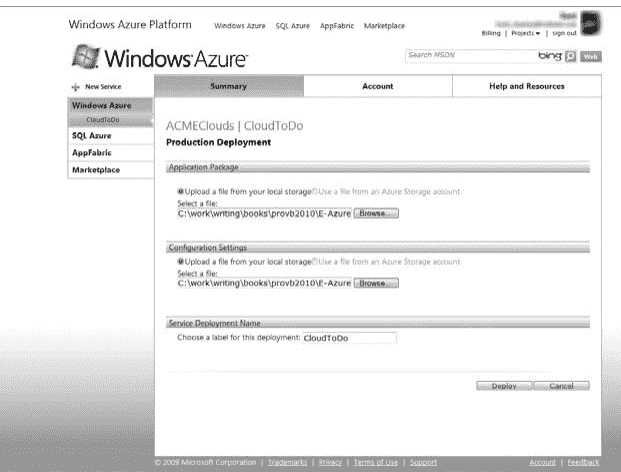 Windows Azure Platform Windows Azure SQL Azure AppFabric Marketplace
Billing | Projects | sign out
Windows Azure
Search MSDN bing Web
New Service Summary Account Help and Resources
Windows Azure
CloudToDo
SQL Azure
AppFabric
Marketplace
ACMEClouds | CloudToDo
Production Deployment
Application Package
Upload a file from your local storage Use a file from an Azure Storage account
Select a file:
C:\work\writing\books\provb2010\E-Azure Browse...
Configuration Settings
Upload a file from your local storage Use a file from an Azure Storage account
Select a file:
C:\work\writing\books\provb2010\E-Azure Browse...
Service Deployment Name
Choose a label for this deployment: CloudToDo
Deploy Cancel
© 2009 Microsoft Corporation | Trademarks | Privacy | Terms of Use | Support Account | Feedback